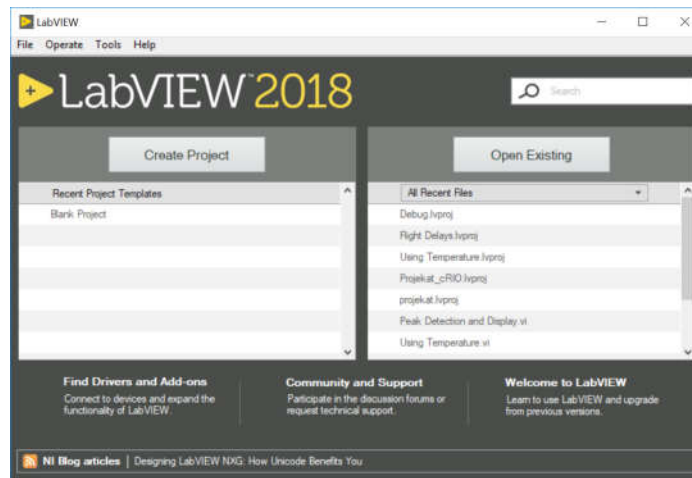 LabVIEW
File Operate Tools Help
LabVIEW™ 2018
Search
Create Project
Open Existing
Recent Project Templates
Blank Project
All Recent Files
Debug.lvproj
Flight Delays.lvproj
Using Temperature.lvproj
Projekat_cRIO.lvproj
projekat.lvproj
Peak Detection and Display.vi
Using Temperature.vi
Find Drivers and Add-ons
Connect to devices and expand the
functionality of LabVIEW.
Community and Support
Participate in the discussion forums or
request technical support.
Welcome to LabVIEW
Learn to use LabVIEW and upgrade
from previous versions.
NI Blog articles | Designing LabVIEW NXG: How Unicode Benefits You